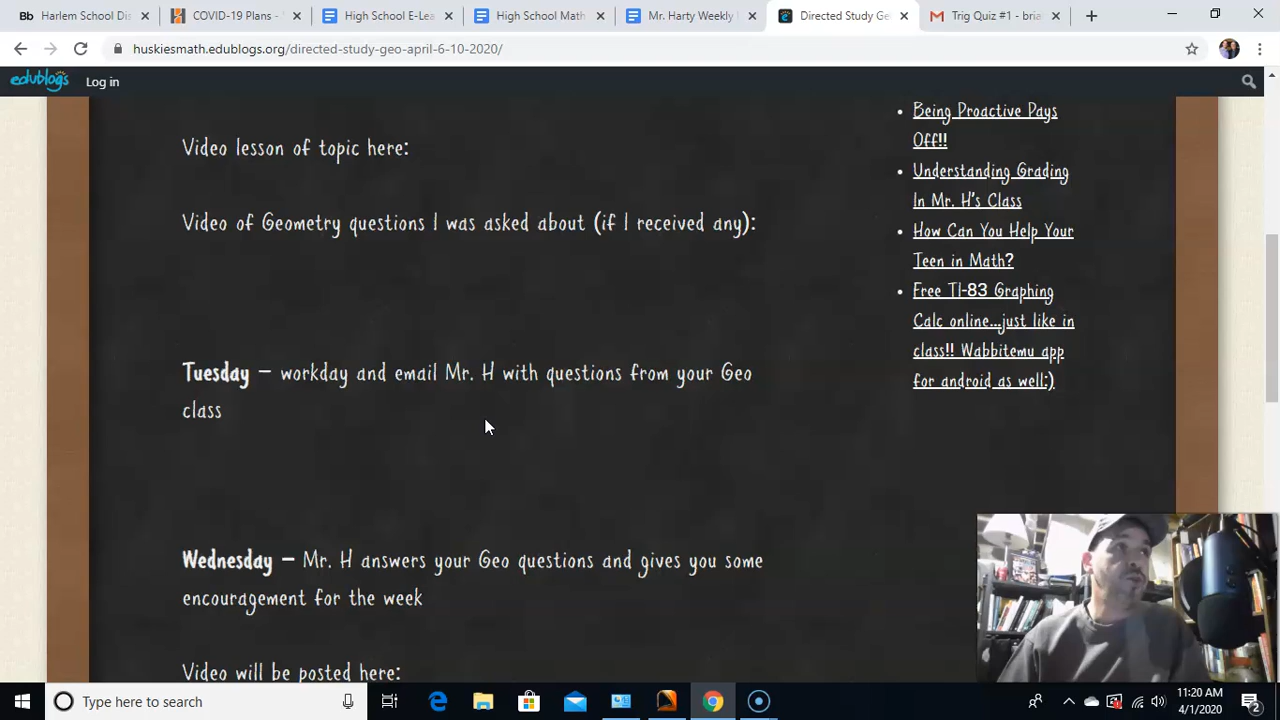 Harlem School Dis
COVID-19 Plans -
High School E-Lea
High School Math
Mr. Harty Weekly
Directed Study Ge
Trig Quiz #1 - bria
huskiesmath.edublogs.org/directed-study-geo-april-6-10-2020/
edublogs
Log in
Video lesson of topic here:
Video of Geometry questions I was asked about (if I received any):
Tuesday – workday and email Mr. H with questions from your Geo
class
Wednesday – Mr. H answers your Geo questions and gives you some
encouragement for the week
Video will be posted here:
Being Proactive Pays
Off!!
Understanding Grading
In Mr. H's Class
How Can You Help Your
Teen in Math?
Free TI-83 Graphing
Calc online...just like in
class!! Wabbitemu app
for android as well:)
Type here to search
11:20 AM
4/1/2020
2